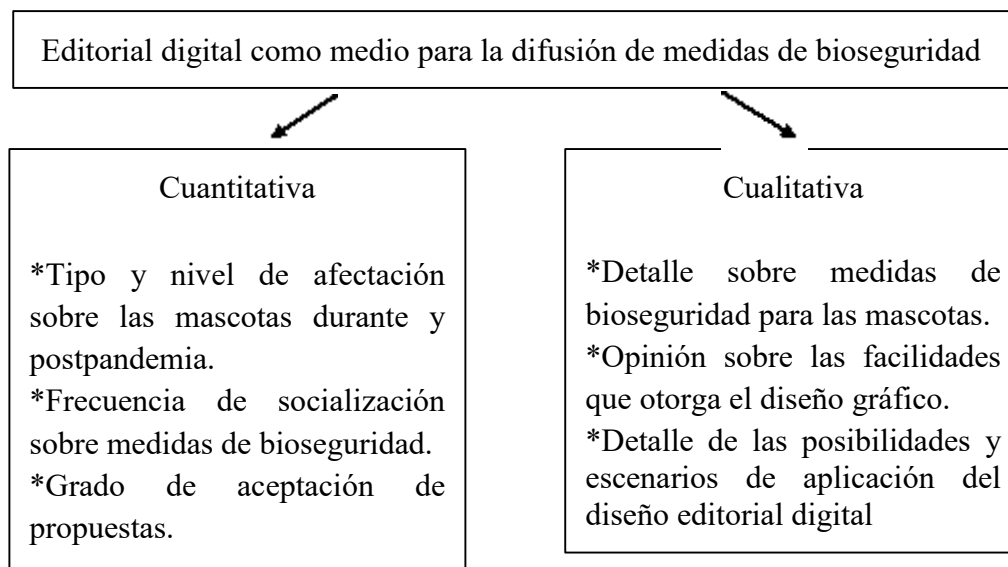 Editorial digital como medio para la difusión de medidas de bioseguridad
Cuantitativa
*Tipo y nivel de afectación
sobre las mascotas durante y
postpandemia.
*Frecuencia de socialización
sobre medidas de bioseguridad.
*Grado de aceptación de
propuestas.
Cualitativa
*Detalle sobre medidas de
bioseguridad para las mascotas.
*Opinión sobre las facilidades
que otorga el diseño gráfico.
*Detalle de las posibilidades y
escenarios de aplicación del
diseño editorial digital